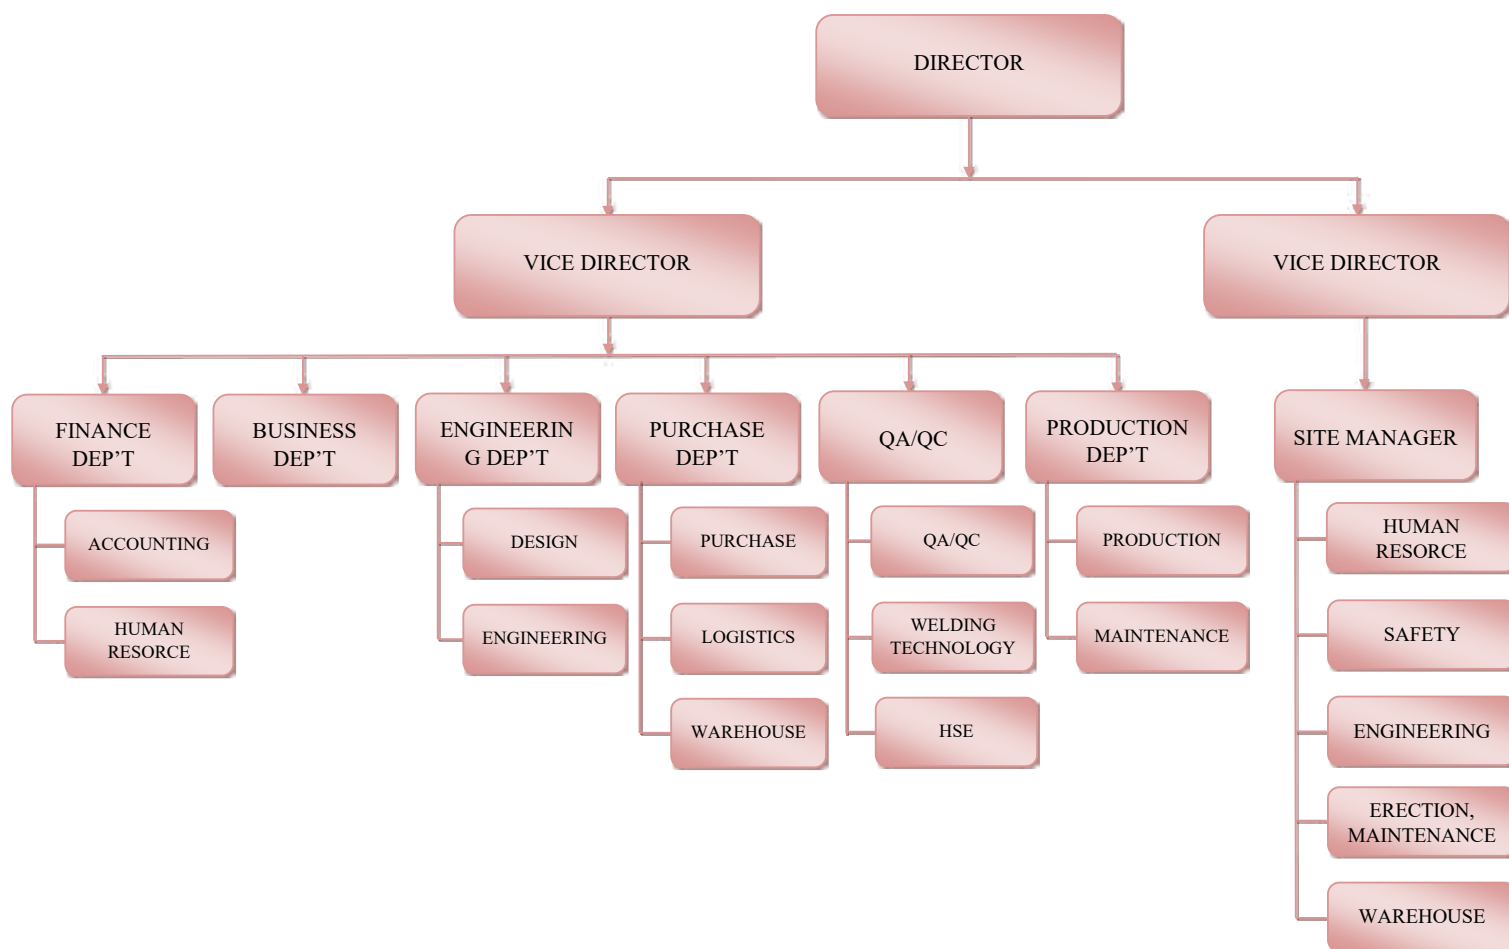 DIRECTOR
VICE DIRECTOR
VICE DIRECTOR
FINANCE
DEP’T
BUSINESS
DEP’T
ENGINEERIN
G DEP’T
PURCHASE
DEP’T
QA/QC
PRODUCTION
DEP’T
SITE MANAGER
ACCOUNTING
HUMAN
RESORCE
DESIGN
ENGINEERING
PURCHASE
LOGISTICS
WAREHOUSE
QA/QC
WELDING
TECHNOLOGY
HSE
PRODUCTION
MAINTENANCE
HUMAN
RESORCE
SAFETY
ENGINEERING
ERECTION,
MAINTENANCE
WAREHOUSE